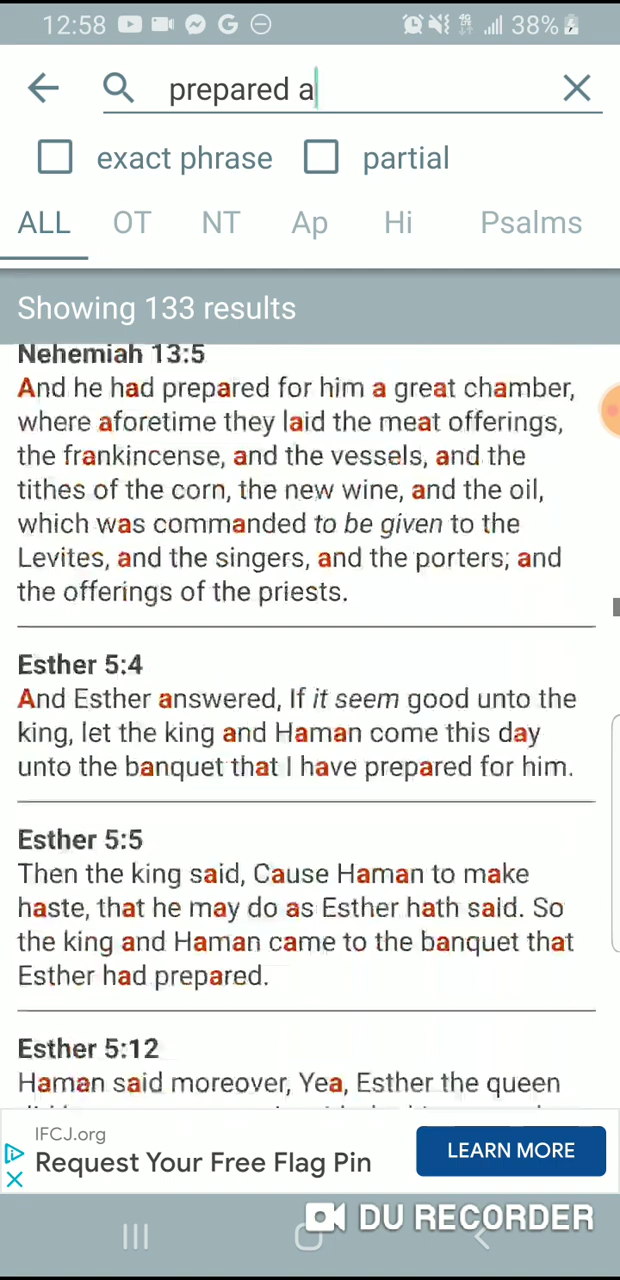 12:58
38%
prepared a
exact phrase
partial
ALL OT NT Ap Hi Psalms
Showing 133 results
Nehemiah 13:5
And he had prepared for him a great chamber,
where aforetime they laid the meat offerings,
the frankincense, and the vessels, and the
tithes of the corn, the new wine, and the oil,
which was commanded to be given to the
Levites, and the singers, and the porters; and
the offerings of the priests.
Esther 5:4
And Esther answered, If it seem good unto the
king, let the king and Haman come this day
unto the banquet that I have prepared for him.
Esther 5:5
Then the king said, Cause Haman to make
haste, that he may do as Esther hath said. So
the king and Haman came to the banquet that
Esther had prepared.
Esther 5:12
Haman said moreover, Yea, Esther the queen
IFCJ.org
Request Your Free Flag Pin
LEARN MORE
DU RECORDER